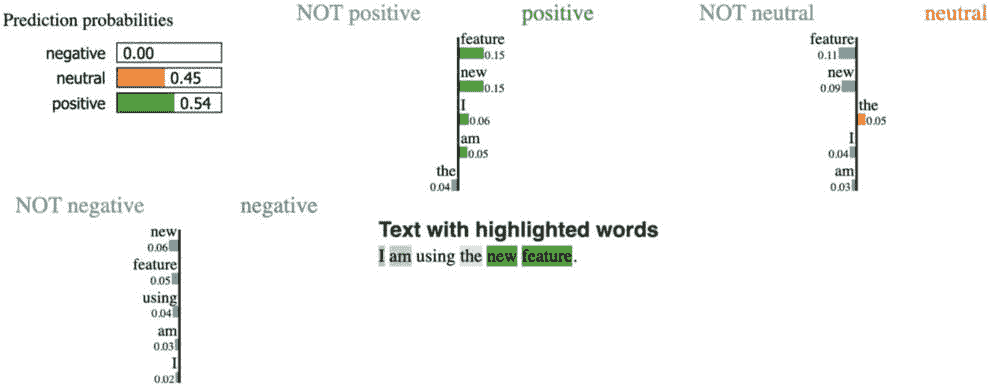 Prediction probabilities
negative 0.00
neutral 0.45
positive 0.54
NOT positive positive
feature
0.15
new
0.15
I
0.06
am
0.05
the
0.04
NOT neutral neutral
feature
0.11
new
0.09
the
0.05
I
0.04
am
0.03
NOT negative negative
new
0.06
feature
0.05
using
0.04
am
0.03
I
0.02
Text with highlighted words
I am using the new feature.